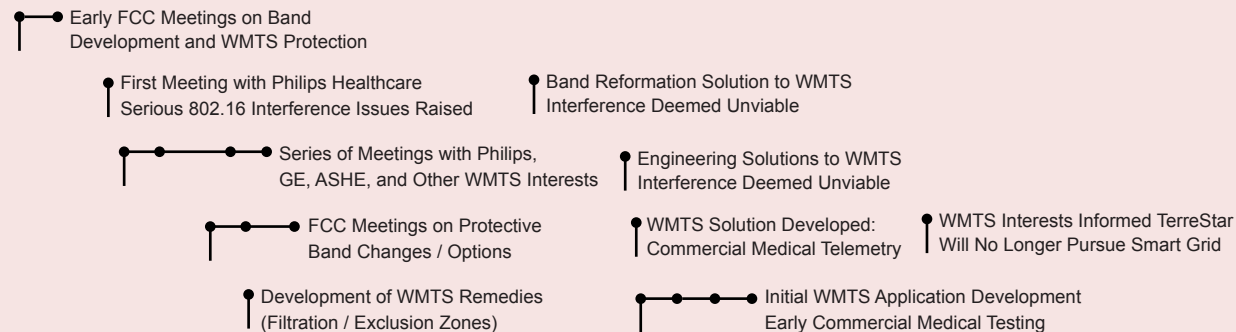 Early FCC Meetings on Band
Development and WMTS Protection
First Meeting with Philips Healthcare
Serious 802.16 Interference Issues Raised
Band Reformation Solution to WMTS
Interference Deemed Unviable
Series of Meetings with Philips,
GE, ASHE, and Other WMTS Interests
Engineering Solutions to WMTS
Interference Deemed Unviable
FCC Meetings on Protective
Band Changes / Options
WMTS Solution Developed:
Commercial Medical Telemetry
WMTS Interests Informed TerreStar
Will No Longer Pursue Smart Grid
Development of WMTS Remedies
(Filtration / Exclusion Zones)
Initial WMTS Application Development
Early Commercial Medical Testing